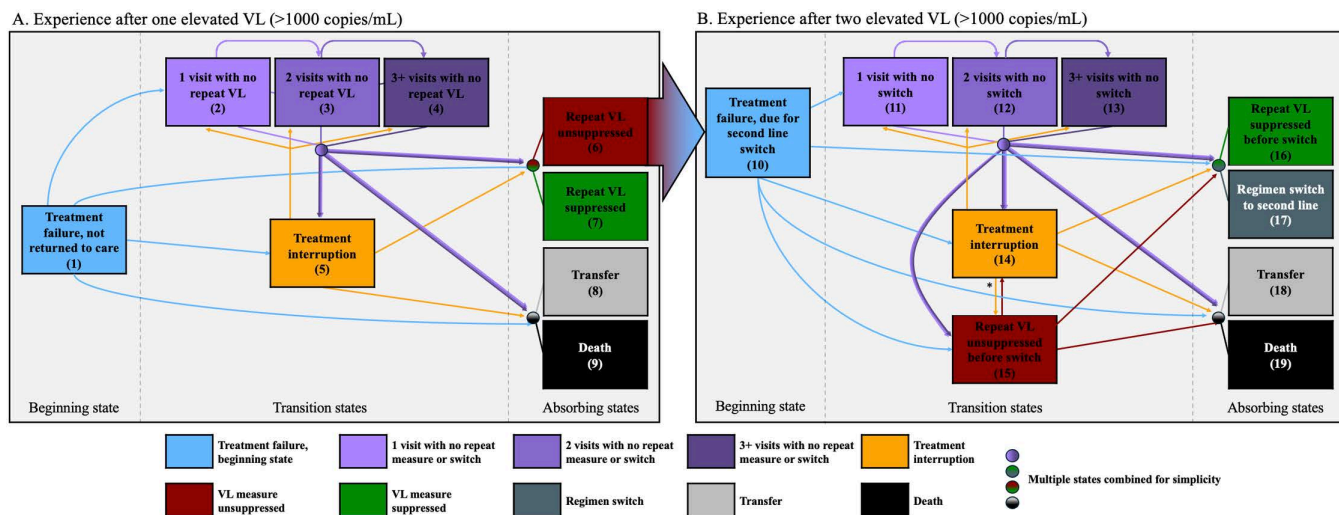 A. Experience after one elevated VL (>1000 copies/mL)
1 visit with no
repeat VL
(2)
2 visits with no
repeat VL
(3)
3+ visits with no
repeat VL
(4)
Repeat VL
unsuppressed
(6)
Repeat VL
suppressed
(7)
Treatment
failure, not
returned to care
(1)
Treatment
interruption
(5)
Transfer
(8)
Death
(9)
Beginning state
Transition states
Absorbing states
B. Experience after two elevated VL (>1000 copies/mL)
1 visit with no
switch
(11)
2 visits with no
switch
(12)
3+ visits with no
switch
(13)
Treatment
failure, due for
second line
switch
(10)
Repeat VL
suppressed
before switch
(16)
Regimen switch
to second line
(17)
Treatment
interruption
(14)
*
Repeat VL
unsuppressed
before switch
(15)
Transfer
(18)
Death
(19)
Beginning state
Transition states
Absorbing states
Treatment failure,
beginning state
1 visit with no repeat
measure or switch
2 visits with no repeat
measure or switch
3+ visits with no repeat
measure or switch
Treatment
interruption
VL measure
unsuppressed
VL measure
suppressed
Regimen switch
Transfer
Death
Multiple states combined for simplicity